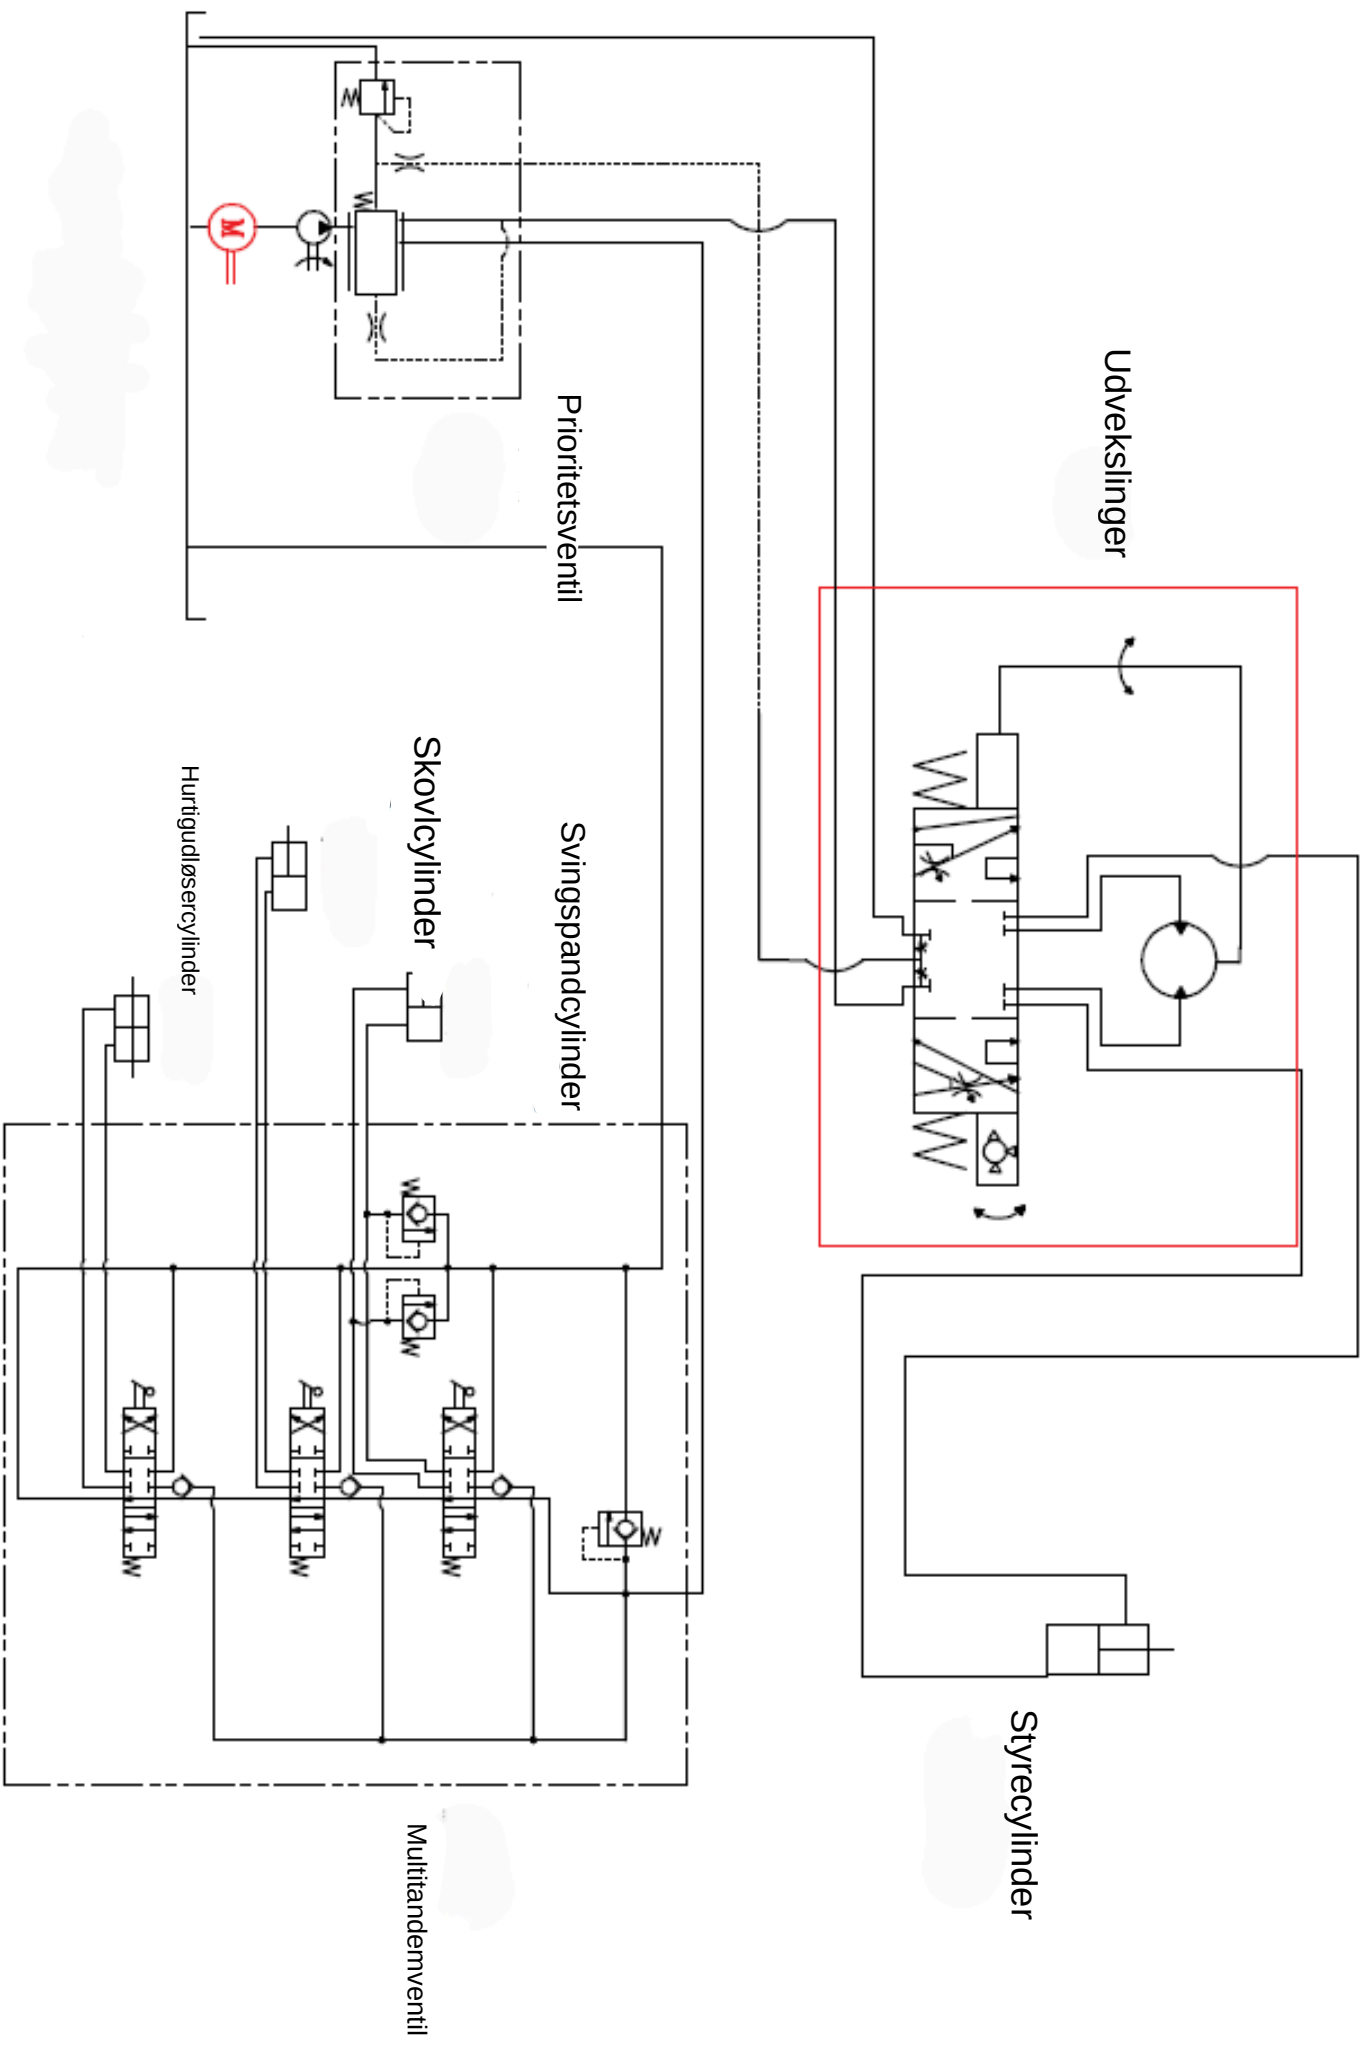 Udvekslinger
Prioritetsventil
M
Skovlcylinder
Svingspandcylinder
Hurtigudløsercylinder
Styrecylinder
Multitandemventil